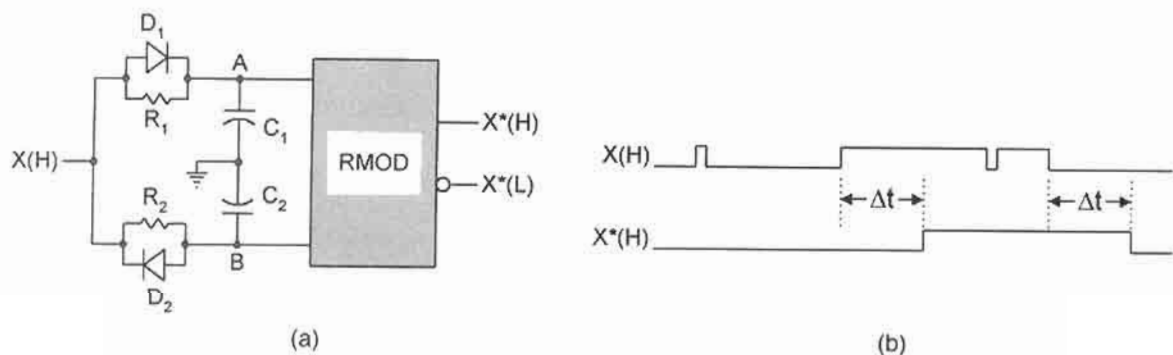 D1
A
R1
C1
X(H)
RMOD
X*(H)
X*(L)
R2
C2
B
D2
(a)
X(H)
Δt
Δt
X*(H)
(b)